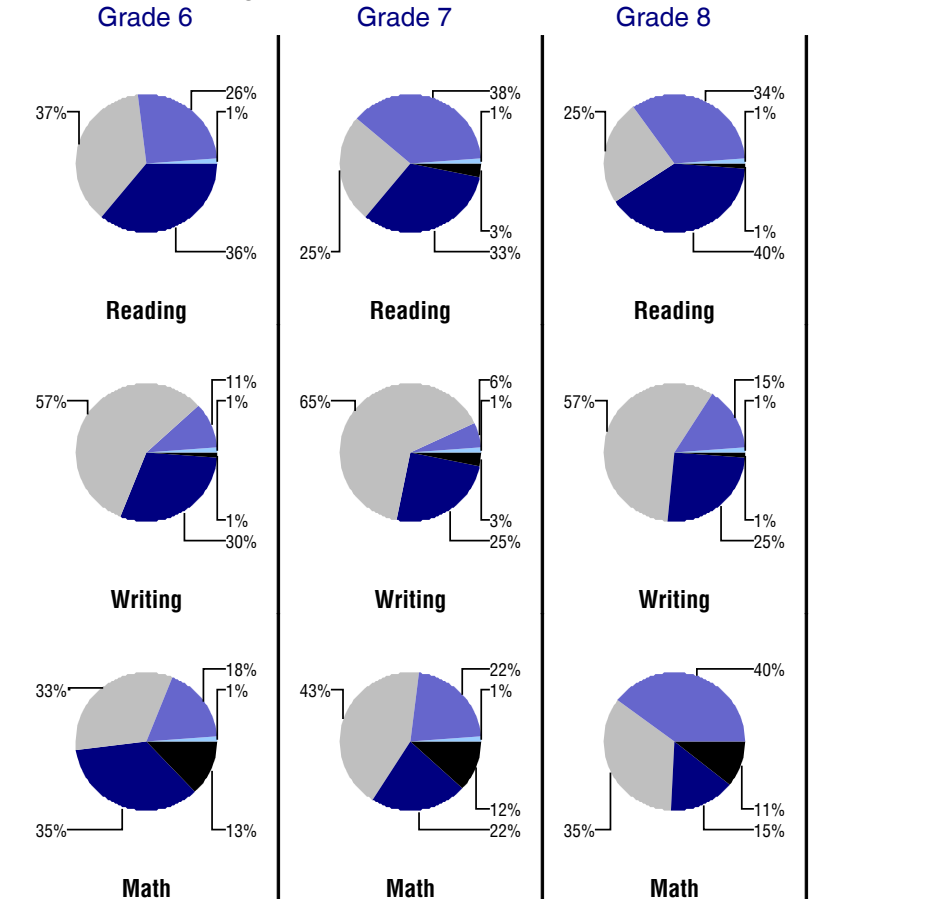 Grade 6 Grade 7 Grade 8
26% 38% 34%
37% 1% 1% 25% 1%
3% 1%
36% 25% 33% 40%
Reading Reading Reading
11% 6% 15%
57% 1% 65% 1% 57% 1%
1% 3% 1%
30% 25% 25%
Writing Writing Writing
18% 22% 40%
33% 1% 43% 1%
12% 11%
35% 13% 22% 35% 15%
Math Math Math